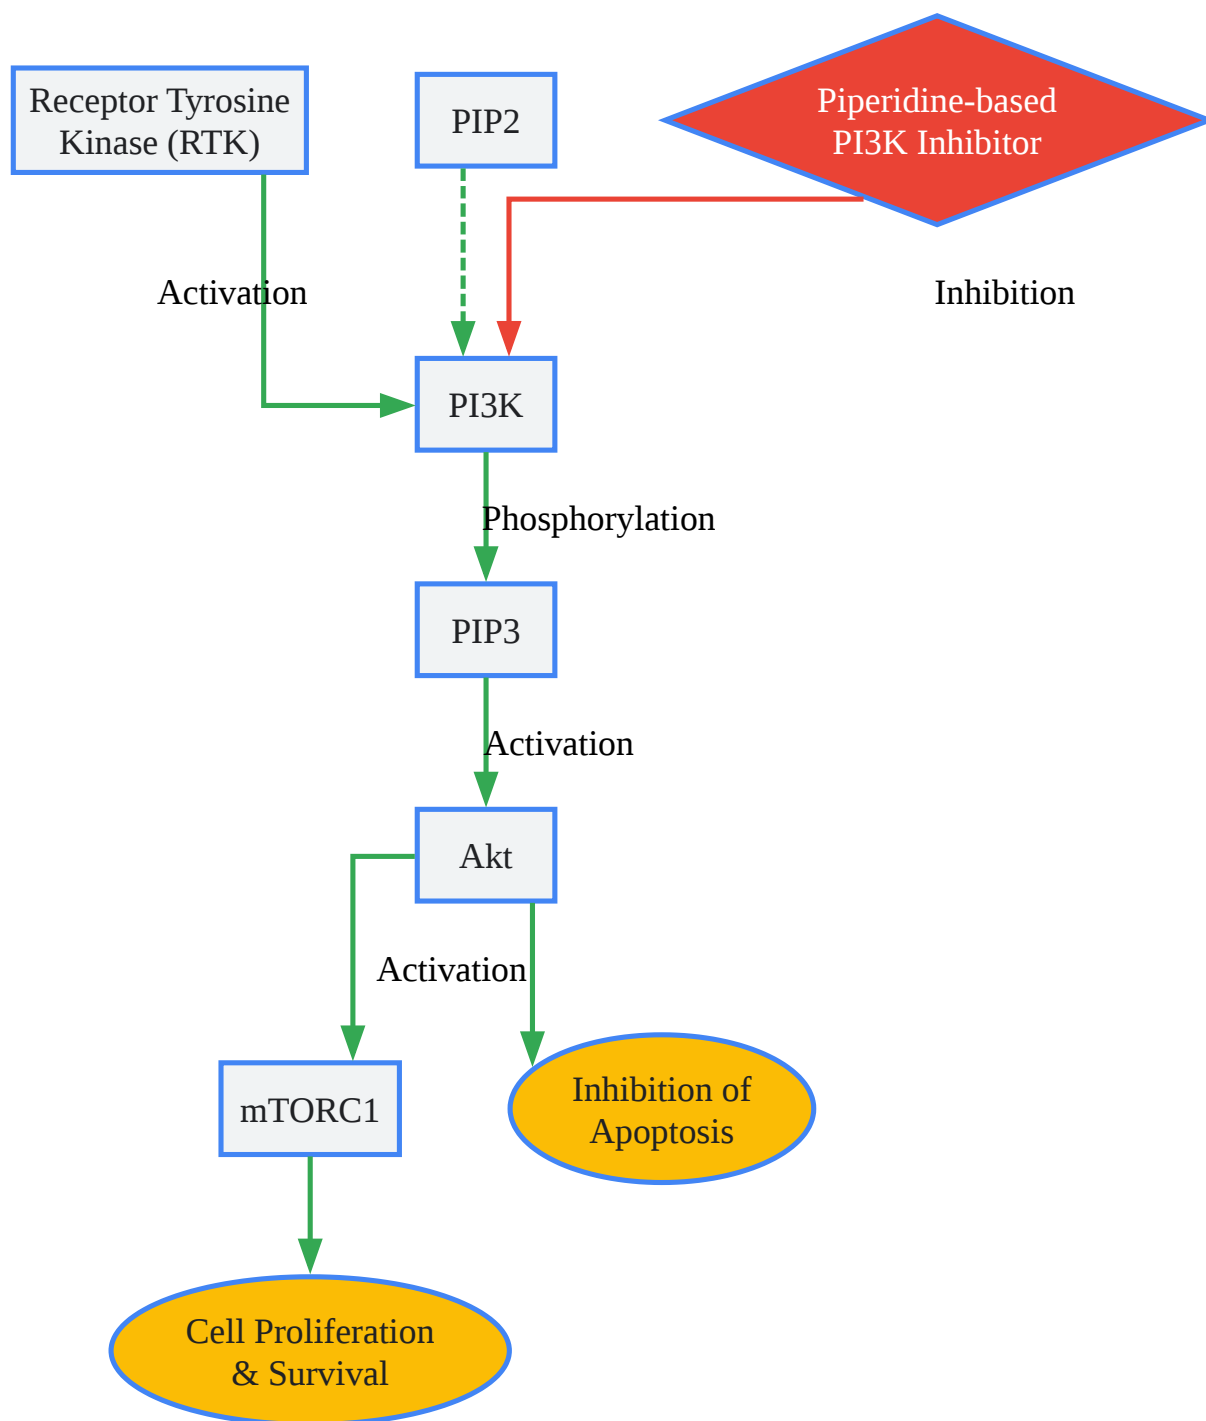 Receptor Tyrosine
Kinase (RTK)
PIP2
Piperidine-based
PI3K Inhibitor
Activation
Inhibition
PI3K
Phosphorylation
PIP3
Activation
Akt
Activation
mTORC1
Inhibition of
Apoptosis
Cell Proliferation
& Survival